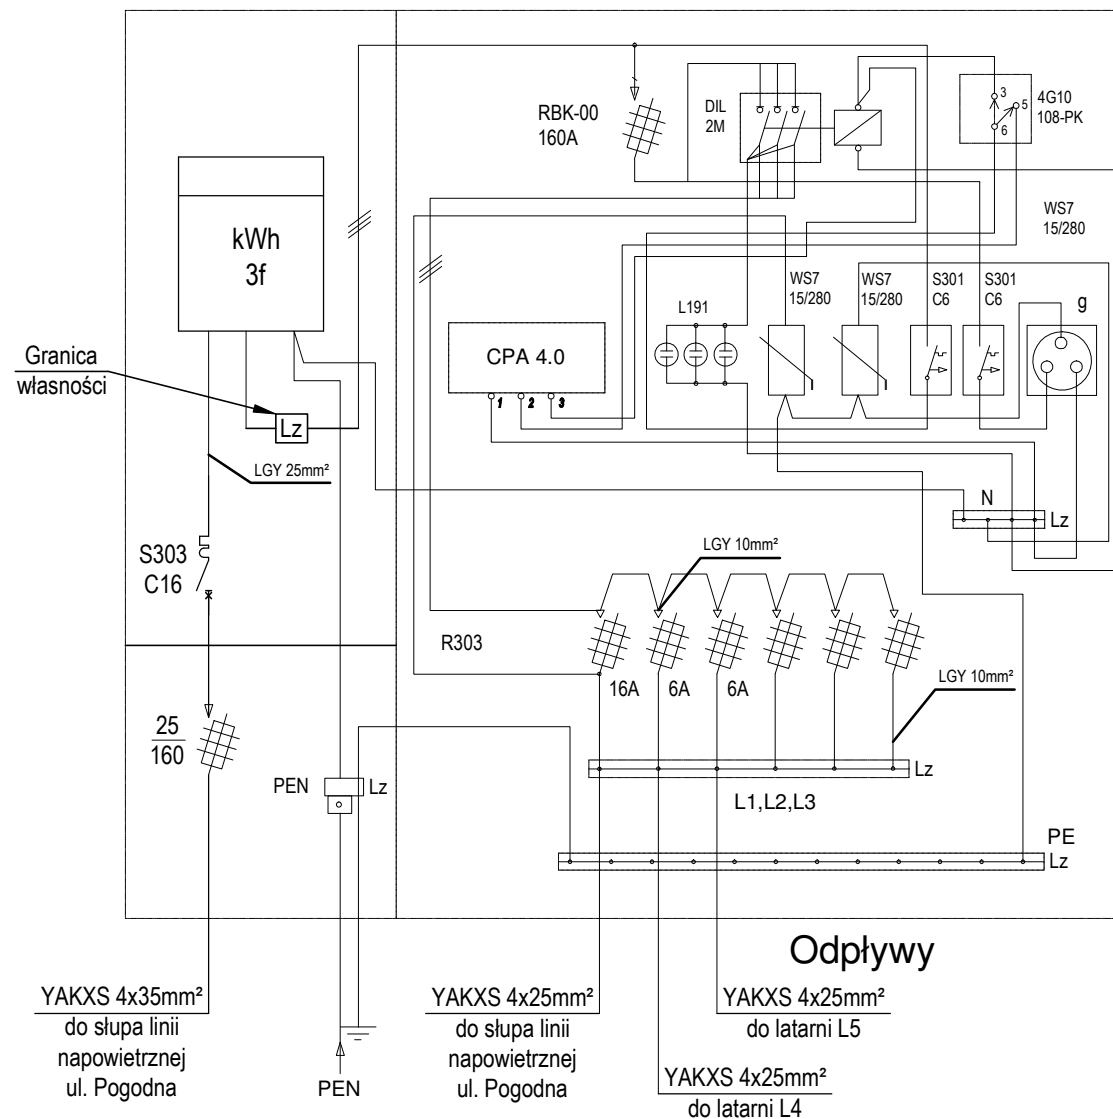 RBK-00
160A
DIL
2M
3
5
6
4G10
108-PK
kWh
3f
WS7
15/280
WS7
15/280
WS7
15/280
S301
C6
S301
C6
g
L191
CPA 4.0
1
2
3
Granica
własności
Lz
LGY 25mm²
N
Lz
S303
C16
LGY 10mm²
R303
16A
6A
6A
LGY 10mm²
25
160
PEN
Lz
Lz
L1,L2,L3
PE
Lz
Odpływy
YAKXS 4x35mm²
do słupa linii
napowietrznej
ul. Pogodna
PEN
YAKXS 4x25mm²
do słupa linii
napowietrznej
ul. Pogodna
YAKXS 4x25mm²
do latarni L5
YAKXS 4x25mm²
do latarni L4